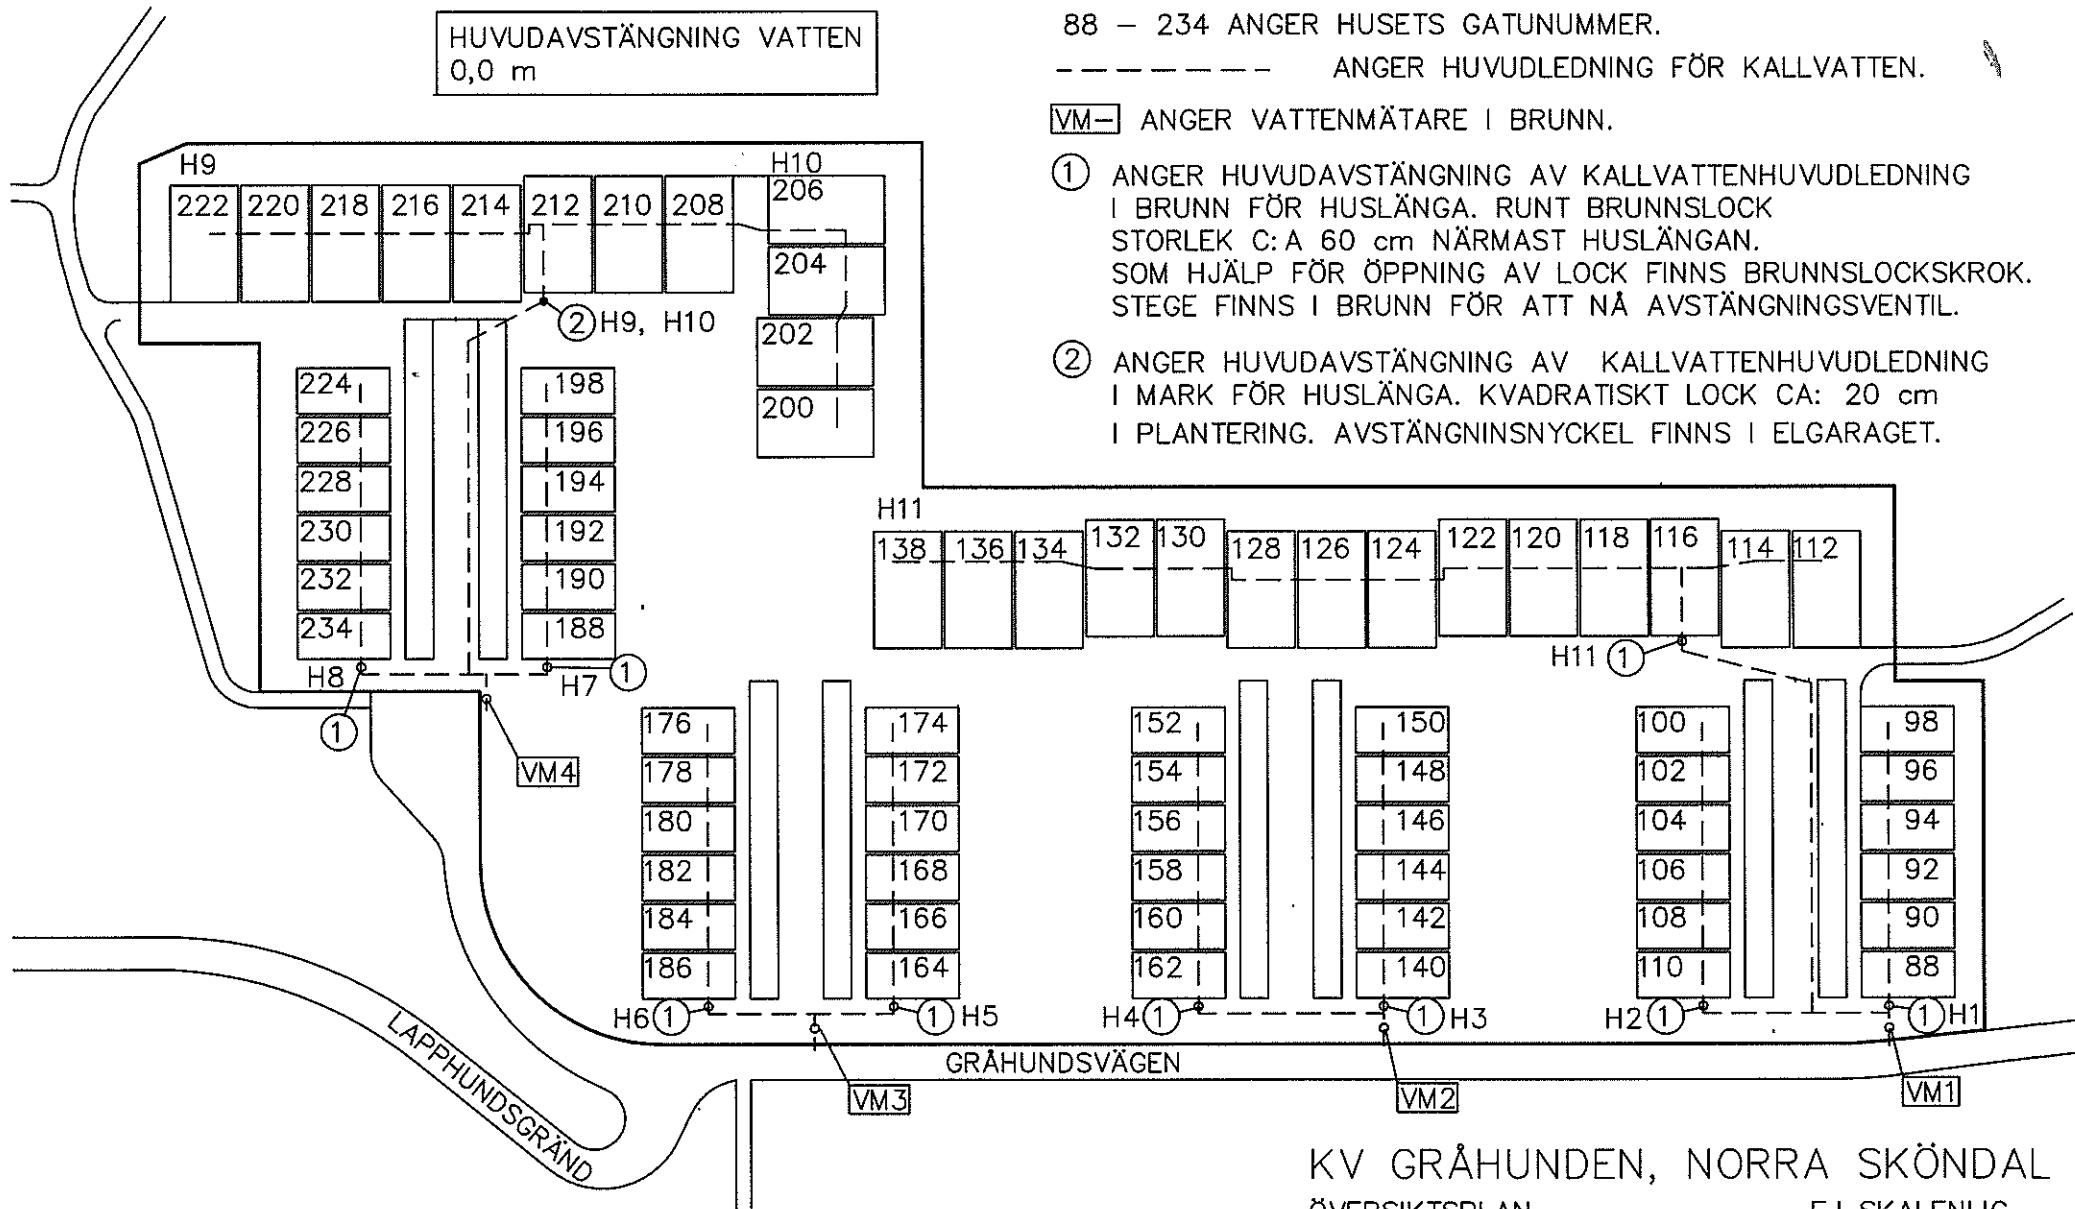 HUVUDAVSTÄNGNING VATTEN
0,0 m
88 – 234 ANGER HUSETS GATUNUMMER.
ANGER HUVUDLEDNING FÖR KALLVATTEN.
VM– ANGER VATTENMÄTARE I BRUNN.
1 ANGER HUVUDAVSTÄNGNING AV KALLVATTENHUVUDLEDNING
I BRUNN FÖR HUSLÄNGA. RUNT BRUNNSLOCK
STORLEK C:A 60 cm NÄRMAST HUSLÄNGAN.
SOM HJÄLP FÖR ÖPPNING AV LOCK FINNS BRUNNSLOCKSKROK.
STEGE FINNS I BRUNN FÖR ATT NÅ AVSTÄNGNINGSVENTIL.
2 ANGER HUVUDAVSTÄNGNING AV KALLVATTENHUVUDLEDNING
I MARK FÖR HUSLÄNGA. KVADRATISKT LOCK CA: 20 cm
I PLANTERING. AVSTÄNGNINSNYCKEL FINNS I ELGARAGET.
H9 H10
222 220 218 216 214 212 210 208 206
204
2 H9, H10
202
200
224 198
226 196
228 194
230 192
232 190
234 188
H8 H7 1
1
VM4
H11
138 136 134 132 130 128 126 124 122 120 118 116 114 112
H11 1
176 174 152 150 100 98
178 172 154 148 102 96
180 170 156 146 104 94
182 168 158 144 106 92
184 166 160 142 108 90
186 164 162 140 110 88
H6 1 1 H5 H4 1 1 H3 H2 1 1 H1
GRÅHUNDSVÄGEN
VM3 VM2 VM1
LAPPHUNDSGRÄND
KV GRÅHUNDEN, NORRA SKÖNDAL
ÖVERSIKTSPLAN EJ SKALENLIG